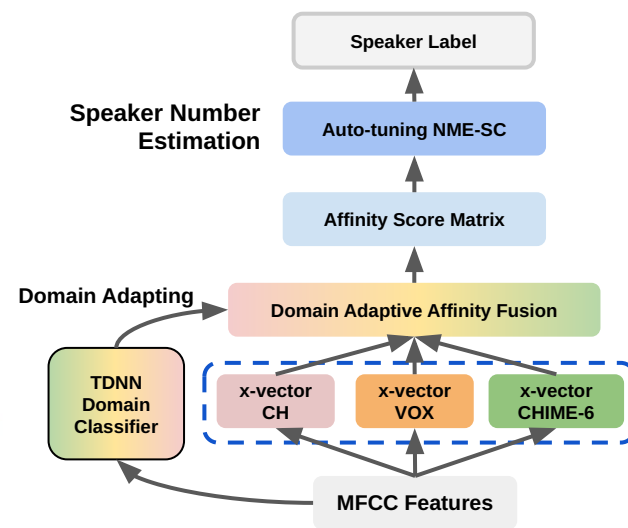 Speaker Label
Speaker Number
Estimation
Auto-tuning NME-SC
Affinity Score Matrix
Domain Adapting
Domain Adaptive Affinity Fusion
TDNN
Domain
Classifier
x-vector
CH
x-vector
VOX
x-vector
CHIME-6
MFCC Features